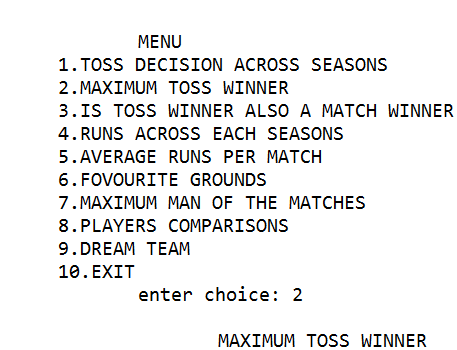 MENU
1.TOSS DECISION ACROSS SEASONS
2.MAXIMUM TOSS WINNER
3.IS TOSS WINNER ALSO A MATCH WINNER
4.RUNS ACROSS EACH SEASONS
5.AVERAGE RUNS PER MATCH
6.FOVOURITE GROUNDS
7.MAXIMUM MAN OF THE MATCHES
8.PLAYERS COMPARISONS
9.DREAM TEAM
10.EXIT
enter choice: 2
MAXIMUM TOSS WINNER